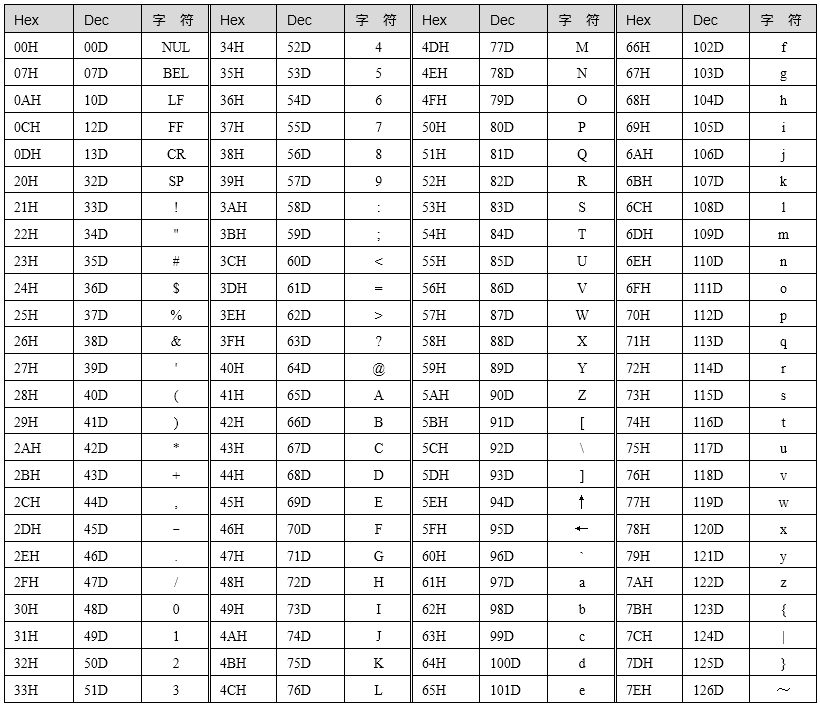 Hex Dec 字 符 Hex Dec 字 符 Hex Dec 字 符 Hex Dec 字 符
00H 00D NUL 34H 52D 4 4DH 77D M 66H 102D f
07H 07D BEL 35H 53D 5 4EH 78D N 67H 103D g
0AH 10D LF 36H 54D 6 4FH 79D O 68H 104D h
0CH 12D FF 37H 55D 7 50H 80D P 69H 105D i
0DH 13D CR 38H 56D 8 51H 81D Q 6AH 106D j
20H 32D SP 39H 57D 9 52H 82D R 6BH 107D k
21H 33D ! 3AH 58D : 53H 83D S 6CH 108D l
22H 34D " 3BH 59D ; 54H 84D T 6DH 109D m
23H 35D # 3CH 60D < 55H 85D U 6EH 110D n
24H 36D $ 3DH 61D = 56H 86D V 6FH 111D o
25H 37D % 3EH 62D > 57H 87D W 70H 112D p
26H 38D & 3FH 63D ? 58H 88D X 71H 113D q
27H 39D ' 40H 64D @ 59H 89D Y 72H 114D r
28H 40D ( 41H 65D A 5AH 90D Z 73H 115D s
29H 41D ) 42H 66D B 5BH 91D [ 74H 116D t
2AH 42D * 43H 67D C 5CH 92D \ 75H 117D u
2BH 43D + 44H 68D D 5DH 93D ] 76H 118D v
2CH 44D , 45H 69D E 5EH 94D ↑ 77H 119D w
2DH 45D − 46H 70D F 5FH 95D ← 78H 120D x
2EH 46D . 47H 71D G 60H 96D ` 79H 121D y
2FH 47D / 48H 72D H 61H 97D a 7AH 122D z
30H 48D 0 49H 73D I 62H 98D b 7BH 123D {
31H 49D 1 4AH 74D J 63H 99D c 7CH 124D |
32H 50D 2 4BH 75D K 64H 100D d 7DH 125D }
33H 51D 3 4CH 76D L 65H 101D e 7EH 126D ～